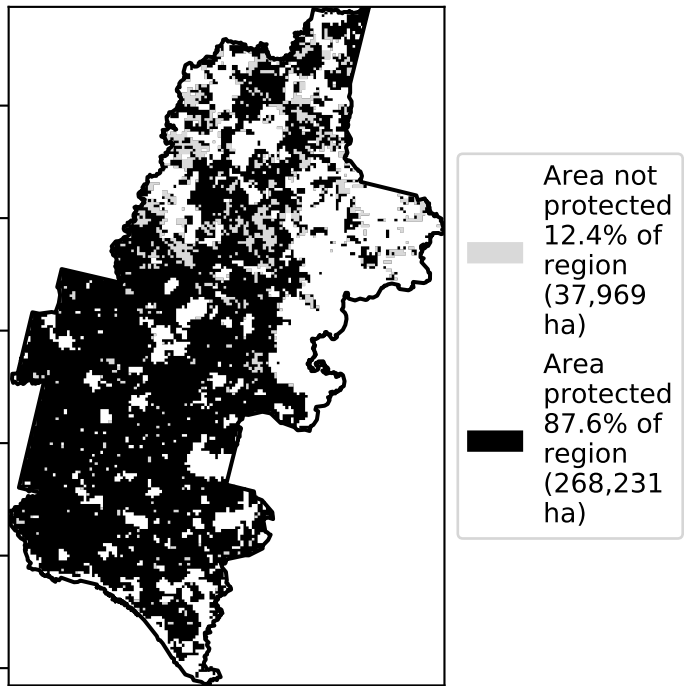 Area not
protected
12.4% of
region
(37,969
ha)
Area
protected
87.6% of
region
(268,231
ha)